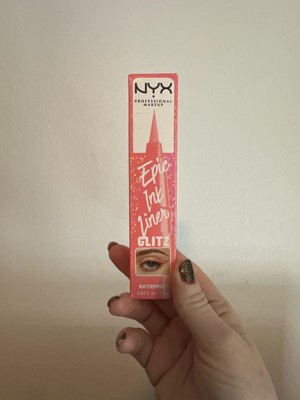 NYX
PROFESSIONAL
MAKEUP
Epic
Ink
Liner
GLITZ
WATERPROOF